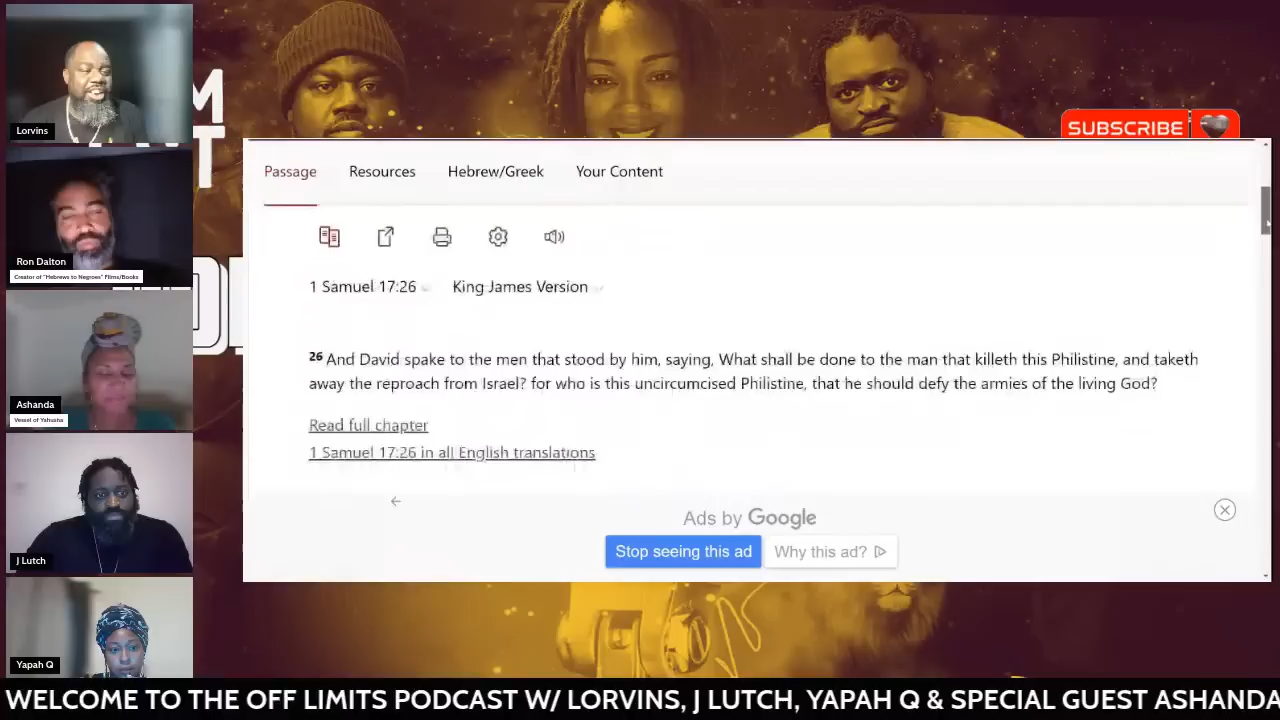 Lorvins
Ron Dalton
Creator of "Hebrews to Negroes" Films/Books
Ashanda
Vessel of Yahusha
J Lutch
Yapah Q
SUBSCRIBE
Passage Resources Hebrew/Greek Your Content
1 Samuel 17:26 King James Version
26 And David spake to the men that stood by him, saying, What shall be done to the man that killeth this Philistine, and taketh
away the reproach from Israel? for who is this uncircumcised Philistine, that he should defy the armies of the living God?
Read full chapter
1 Samuel 17:26 in all English translations
Ads by Google
Stop seeing this ad Why this ad?
WELCOME TO THE OFF LIMITS PODCAST W/ LORVINS, J LUTCH, YAPAH Q & SPECIAL GUEST ASHANDA